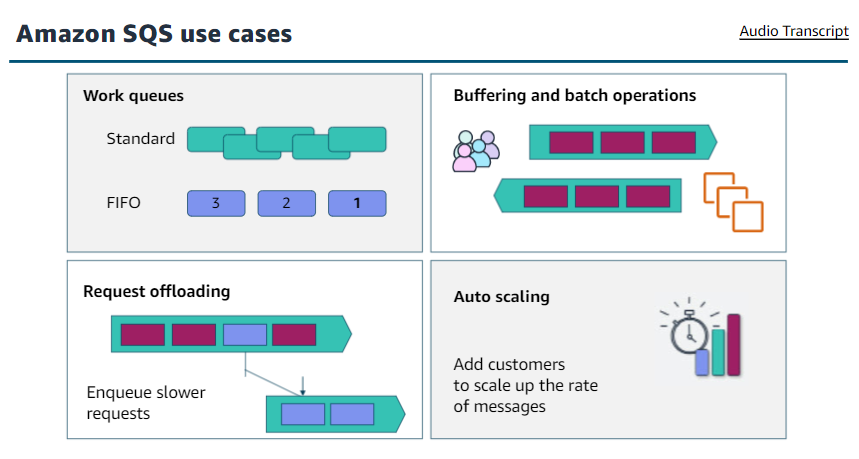 Amazon SQS use cases
Audio Transcript
Work queues
Standard
FIFO
3
2
1
Buffering and batch operations
Request offloading
Enqueue slower
requests
Auto scaling
Add customers
to scale up the rate
of messages